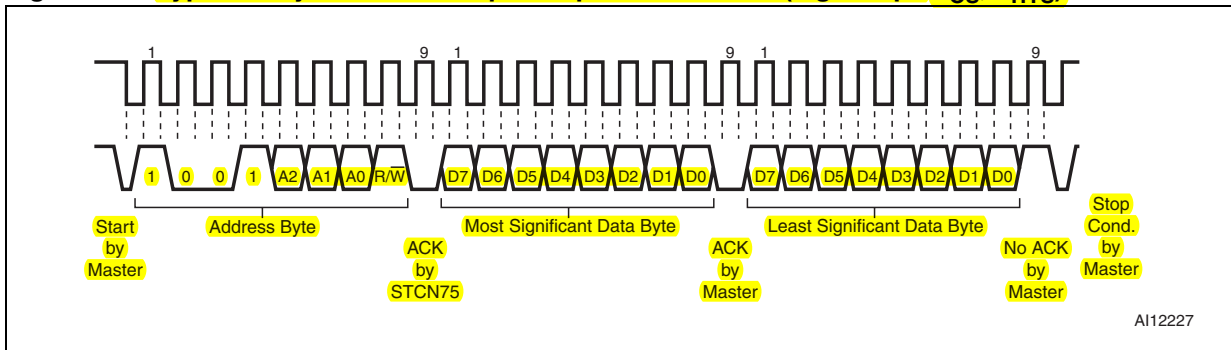 1 9 1 9 1 9
1 0 0 1 A2 A1 A0 R/W̅ D7 D6 D5 D4 D3 D2 D1 D0 D7 D6 D5 D4 D3 D2 D1 D0
Start
by
Master
Address Byte
ACK
by
STCN75
Most Significant Data Byte
ACK
by
Master
Least Significant Data Byte
No ACK
by
Master
Stop
Cond.
by
Master
AI12227